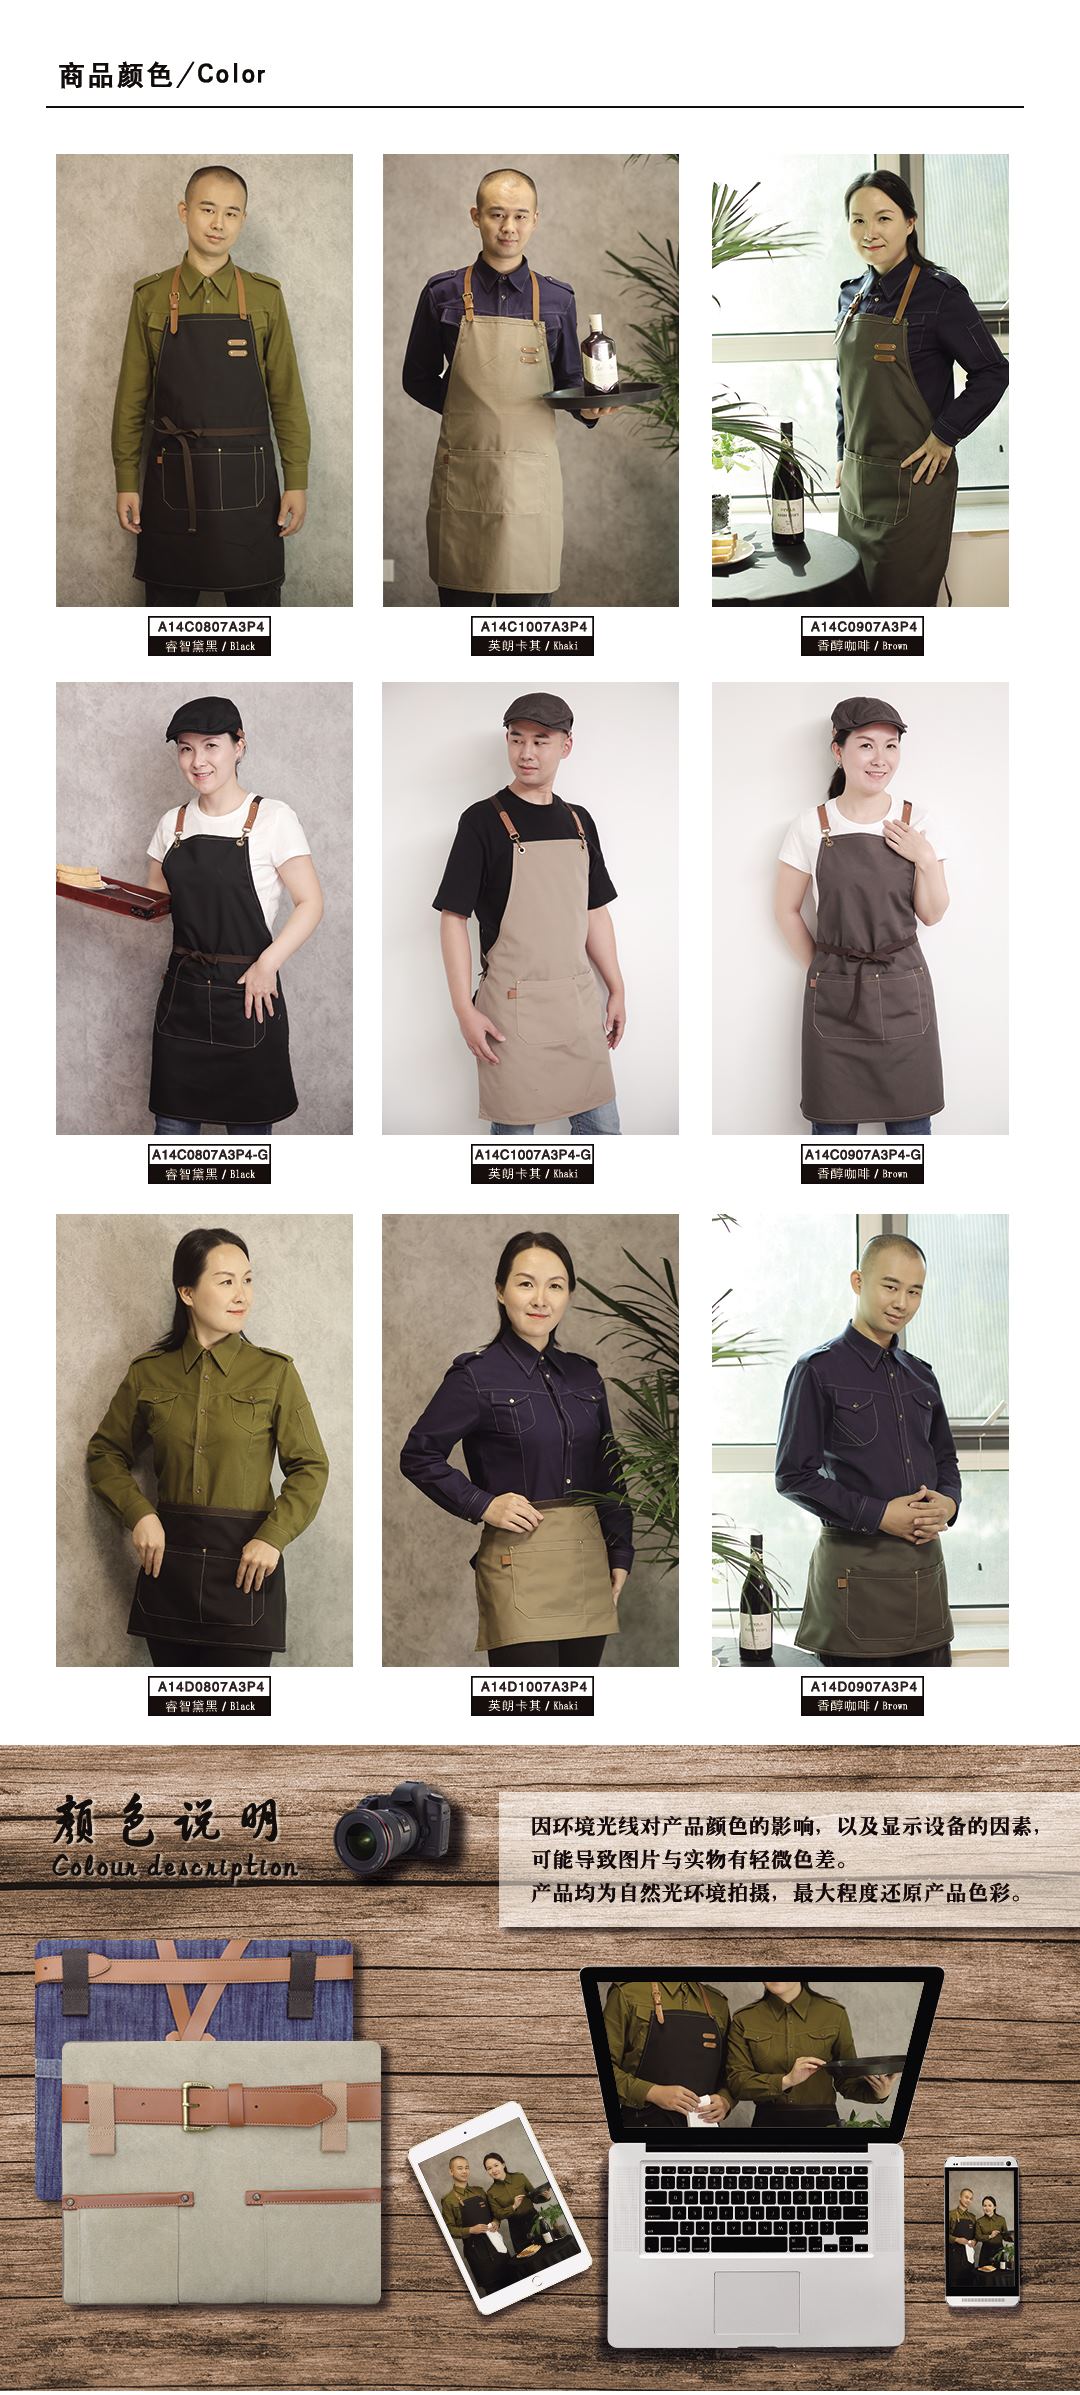 商品颜色/Color
A14C0807A3P4
睿智黛黑 / Black
A14C1007A3P4
英朗卡其 / Khaki
A14C0907A3P4
香醇咖啡 / Brown
A14C0807A3P4-G
睿智黛黑 / Black
A14C1007A3P4-G
英朗卡其 / Khaki
A14C0907A3P4-G
香醇咖啡 / Brown
A14D0807A3P4
睿智黛黑 / Black
A14D1007A3P4
英朗卡其 / Khaki
A14D0907A3P4
香醇咖啡 / Brown
颜色说明
Colour description
因环境光线对产品颜色的影响，以及显示设备的因素，
可能导致图片与实物有轻微色差。
产品均为自然光环境拍摄，最大程度还原产品色彩。